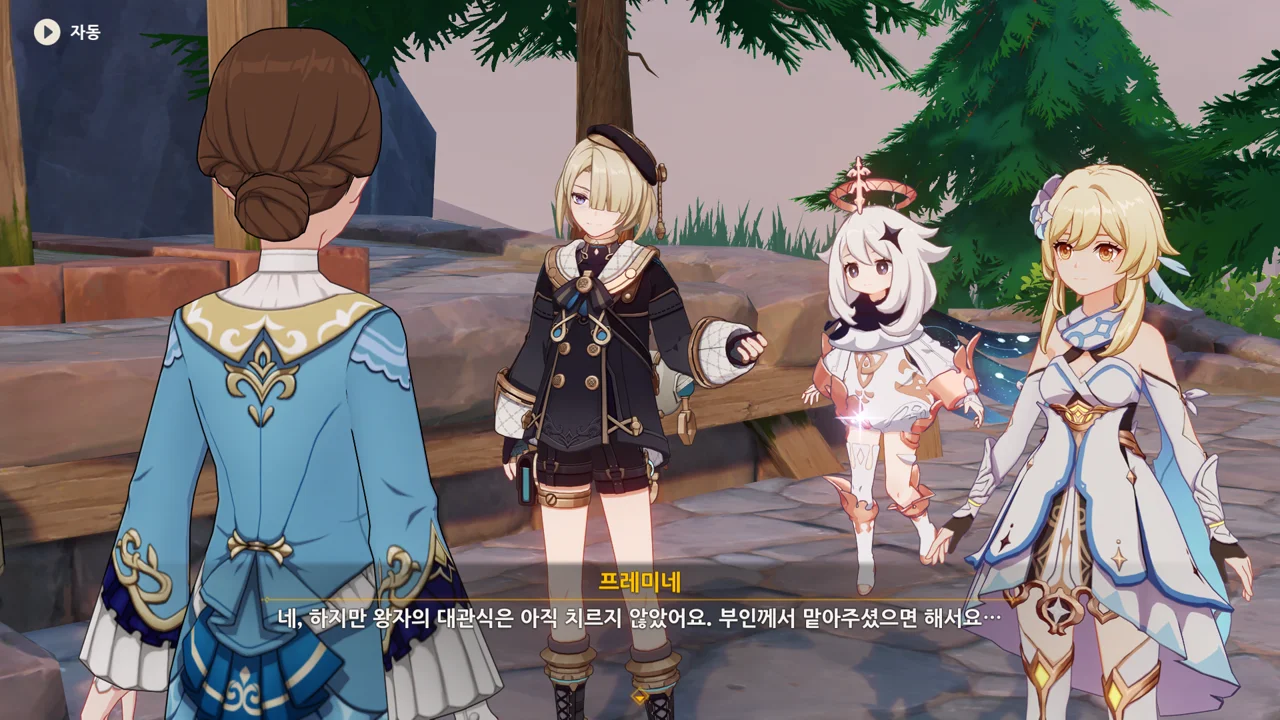 자동
프레미네
네, 하지만 왕자의 대관식은 아직 치르지 않았어요. 부인께서 맡아주셨으면 해서요…